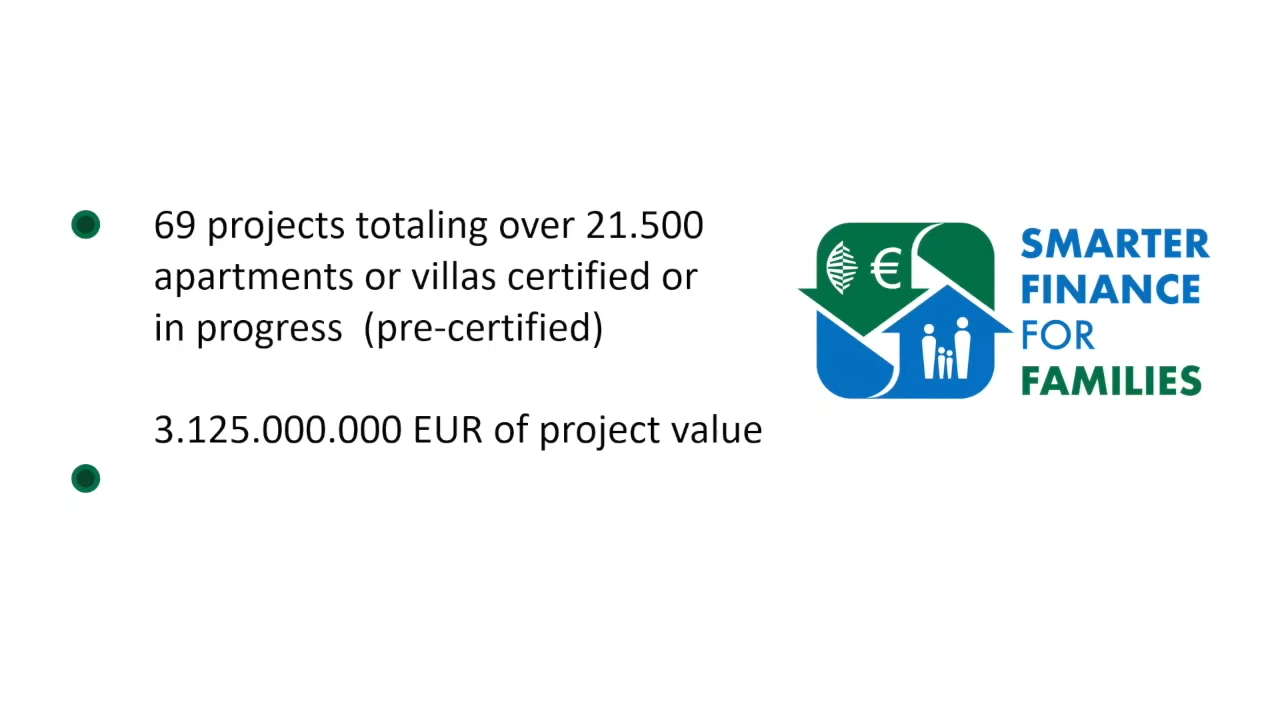 69 projects totaling over 21.500
apartments or villas certified or
in progress  (pre-certified)
3.125.000.000 EUR of project value
€
SMARTER
FINANCE
FOR
FAMILIES